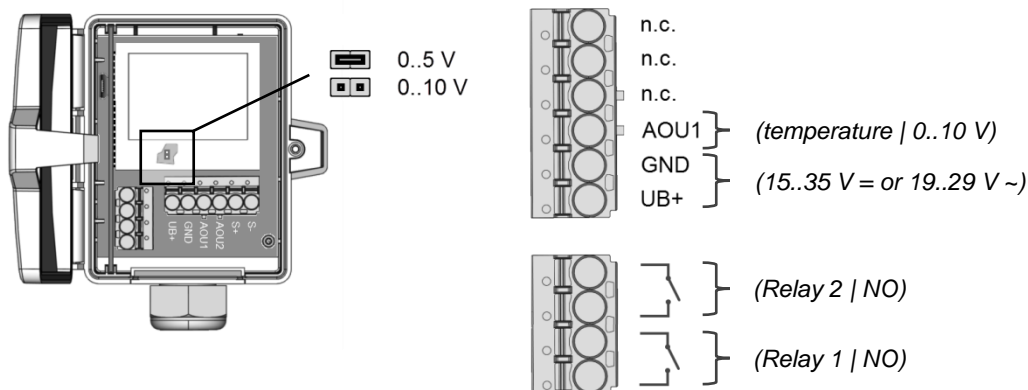 0..5 V
0..10 V
UB+
GND
AOU1
AOU2
S+
S-
n.c.
n.c.
n.c.
AOU1 (temperature | 0..10 V)
GND
(15..35 V = or 19..29 V ~)
UB+
(Relay 2 | NO)
(Relay 1 | NO)